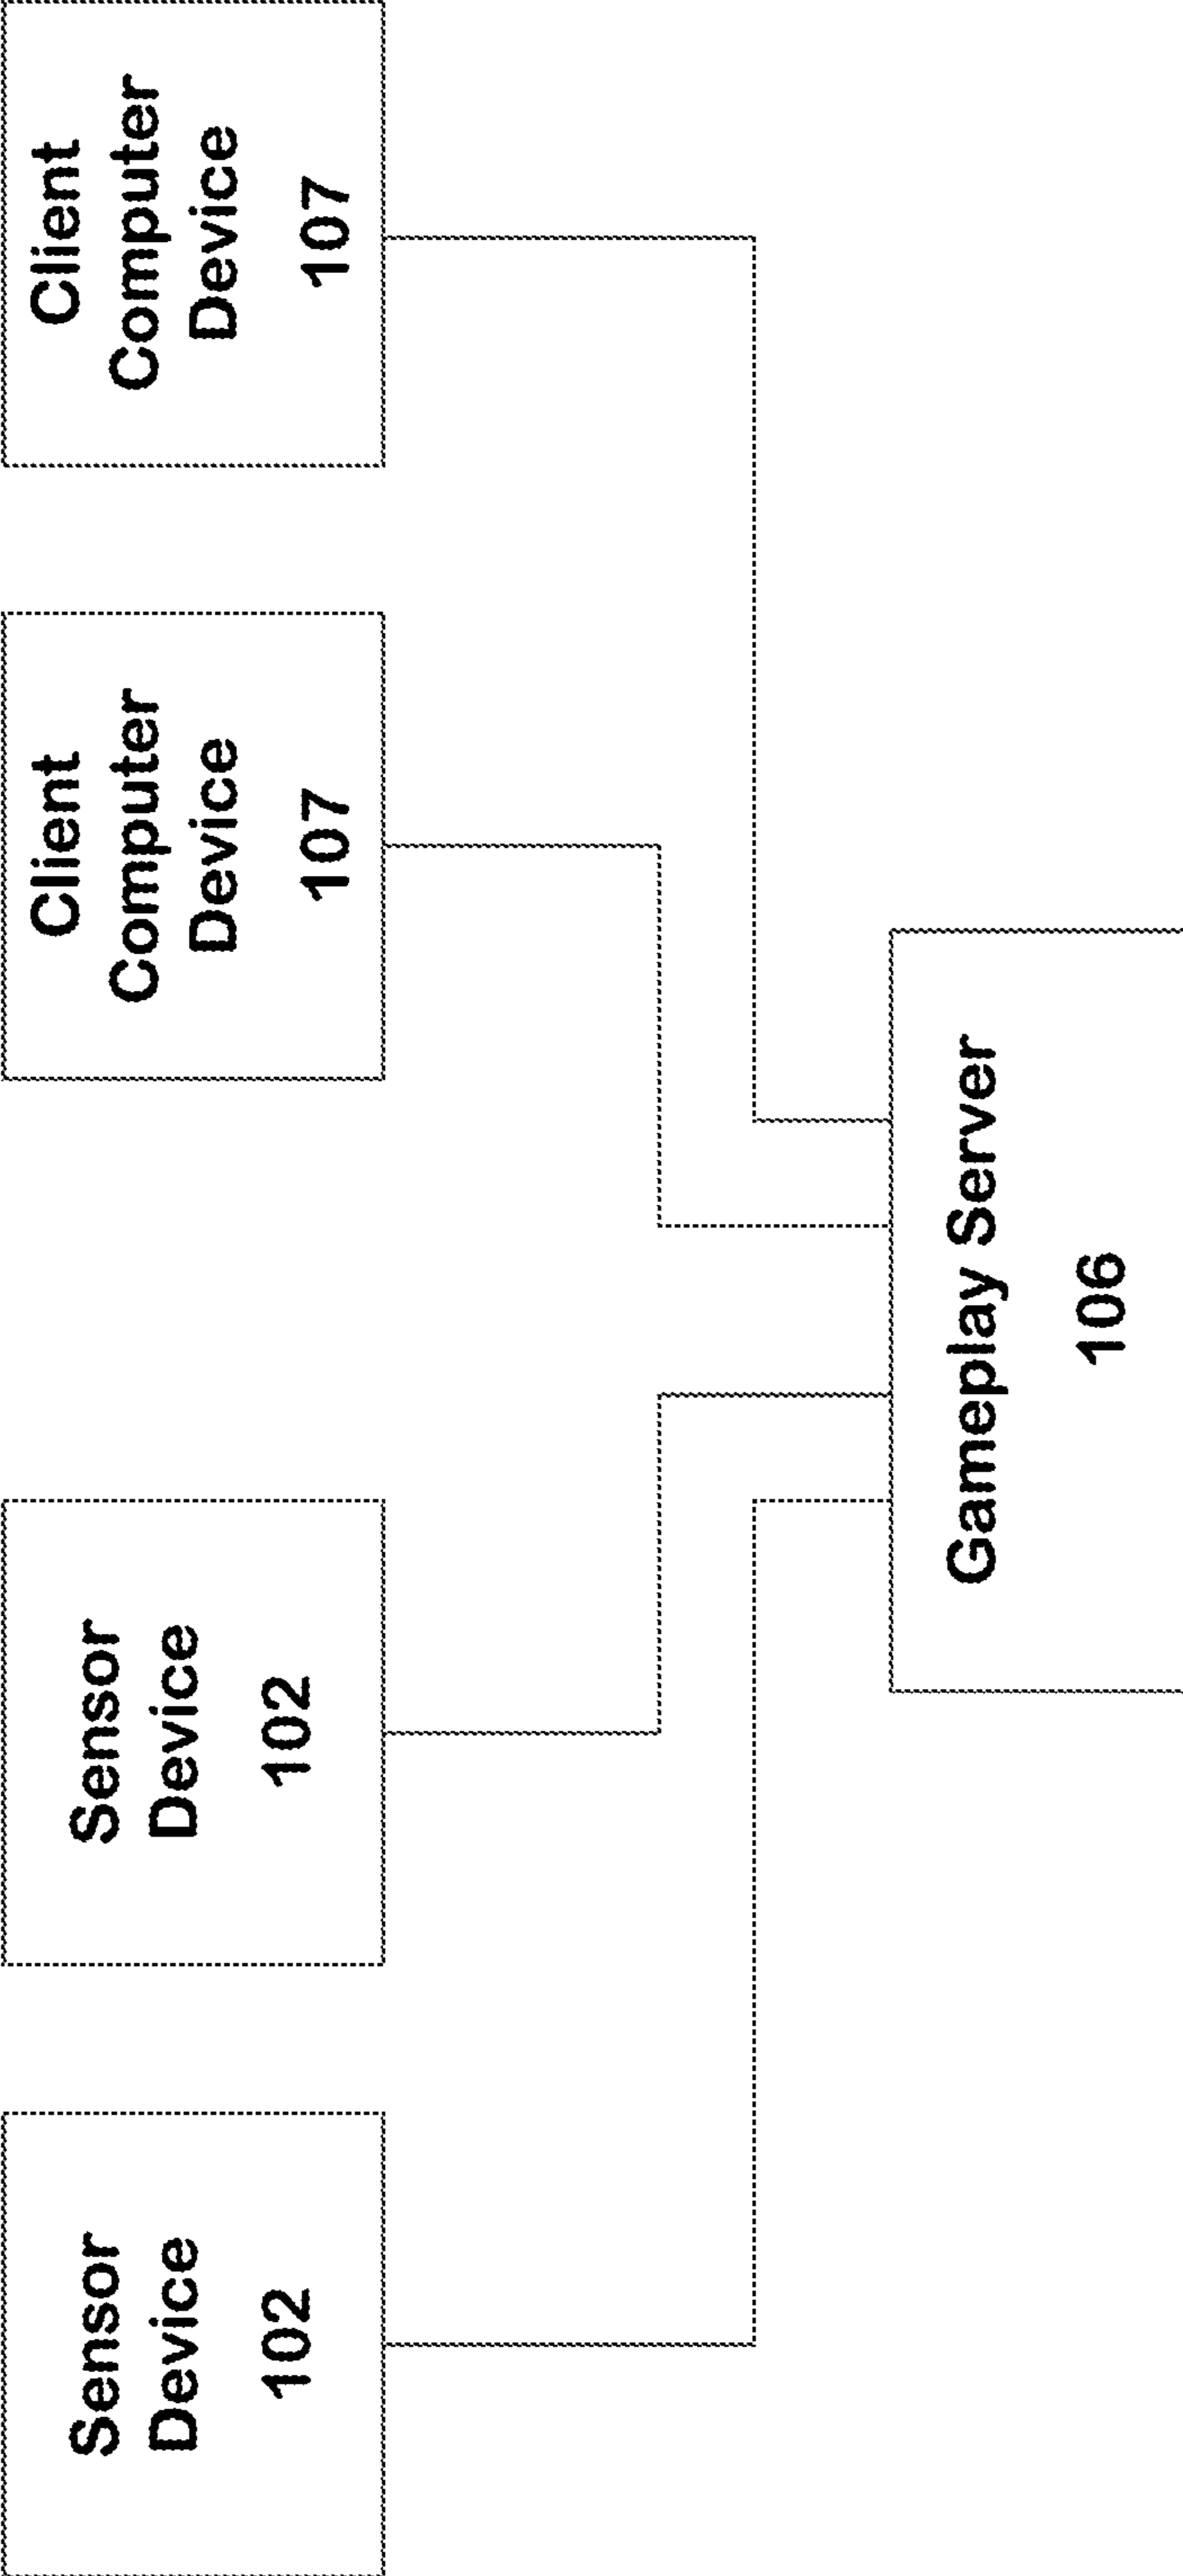 Sensor
Device
102
Sensor
Device
102
Client
Computer
Device
107
Client
Computer
Device
107
Gameplay Server
106